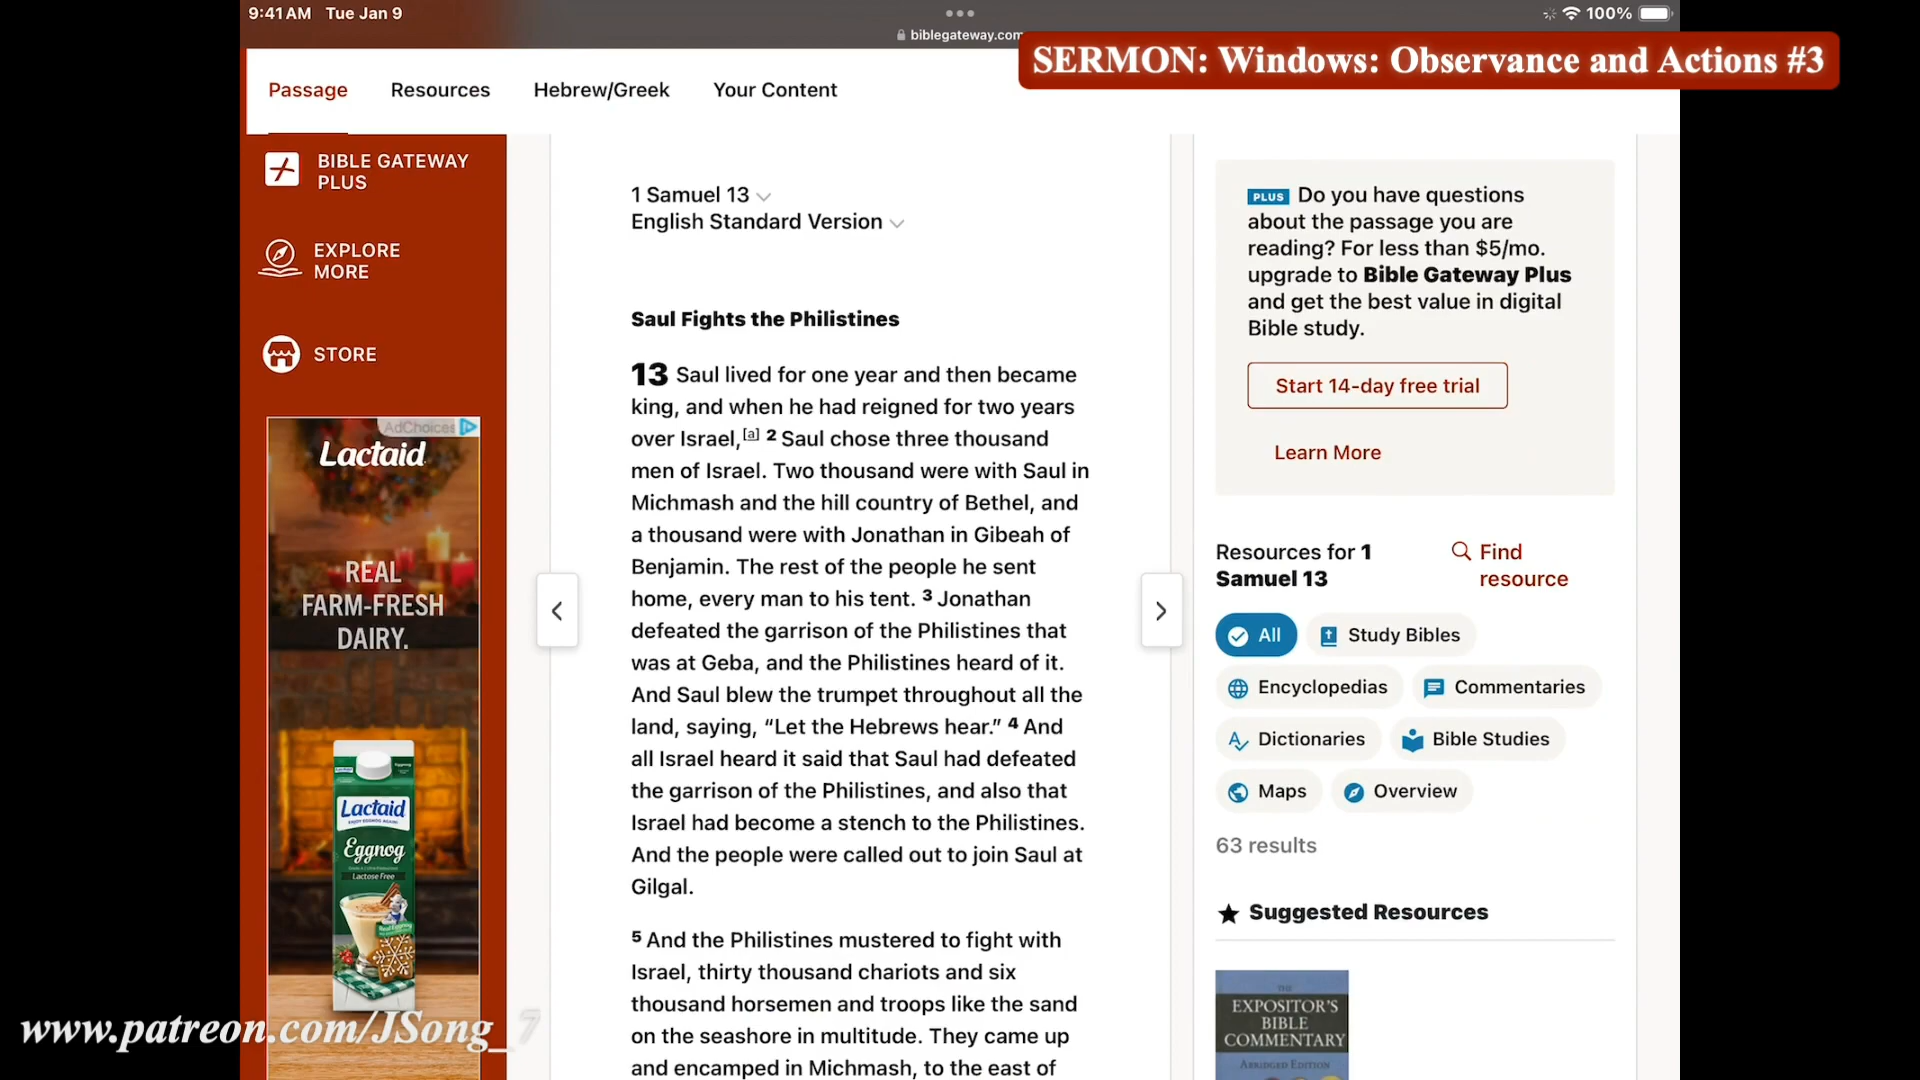 9:41 AM Tue Jan 9
100%
biblegateway.com
SERMON: Windows: Observance and Actions #3
Passage Resources Hebrew/Greek Your Content
BIBLE GATEWAY
PLUS
EXPLORE
MORE
STORE
AdChoices
Lactaid
REAL
FARM-FRESH
DAIRY.
Lactaid
Eggnog
Lactose Free
www.patreon.com/JSong_7
1 Samuel 13
English Standard Version
Saul Fights the Philistines
13 Saul lived for one year and then became
king, and when he had reigned for two years
over Israel,[a] 2 Saul chose three thousand
men of Israel. Two thousand were with Saul in
Michmash and the hill country of Bethel, and
a thousand were with Jonathan in Gibeah of
Benjamin. The rest of the people he sent
home, every man to his tent. 3 Jonathan
defeated the garrison of the Philistines that
was at Geba, and the Philistines heard of it.
And Saul blew the trumpet throughout all the
land, saying, “Let the Hebrews hear.” 4 And
all Israel heard it said that Saul had defeated
the garrison of the Philistines, and also that
Israel had become a stench to the Philistines.
And the people were called out to join Saul at
Gilgal.
5 And the Philistines mustered to fight with
Israel, thirty thousand chariots and six
thousand horsemen and troops like the sand
on the seashore in multitude. They came up
and encamped in Michmash, to the east of
PLUS Do you have questions
about the passage you are
reading? For less than $5/mo.
upgrade to Bible Gateway Plus
and get the best value in digital
Bible study.
Start 14-day free trial
Learn More
Resources for 1
Samuel 13
Find
resource
All Study Bibles
Encyclopedias Commentaries
Dictionaries Bible Studies
Maps Overview
63 results
Suggested Resources
THE
EXPOSITOR'S
BIBLE
COMMENTARY
ABRIDGED EDITION